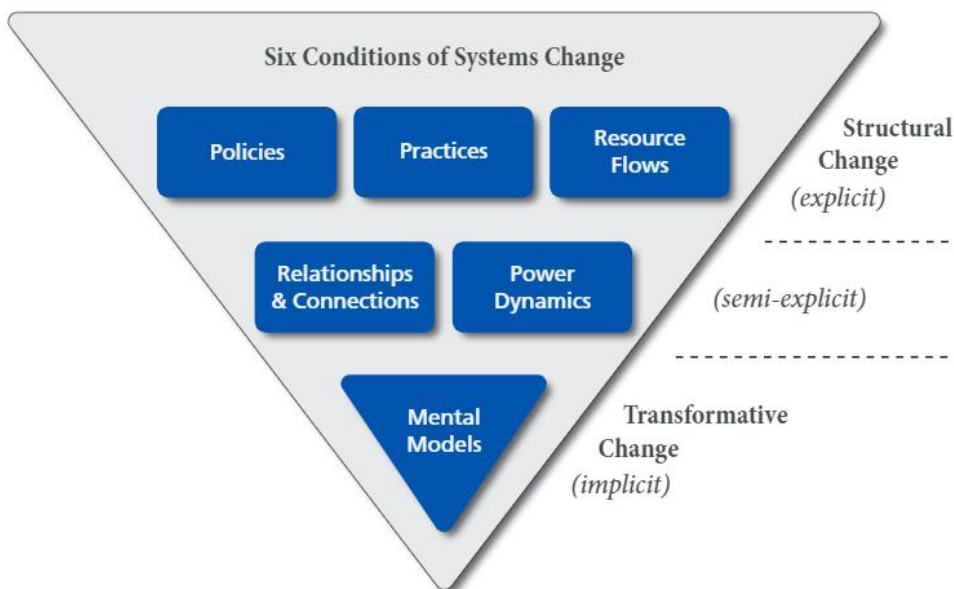 Six Conditions of Systems Change
Policies
Practices
Resource
Flows
Structural
Change
(explicit)
Relationships
& Connections
Power
Dynamics
(semi-explicit)
Mental
Models
Transformative
Change
(implicit)